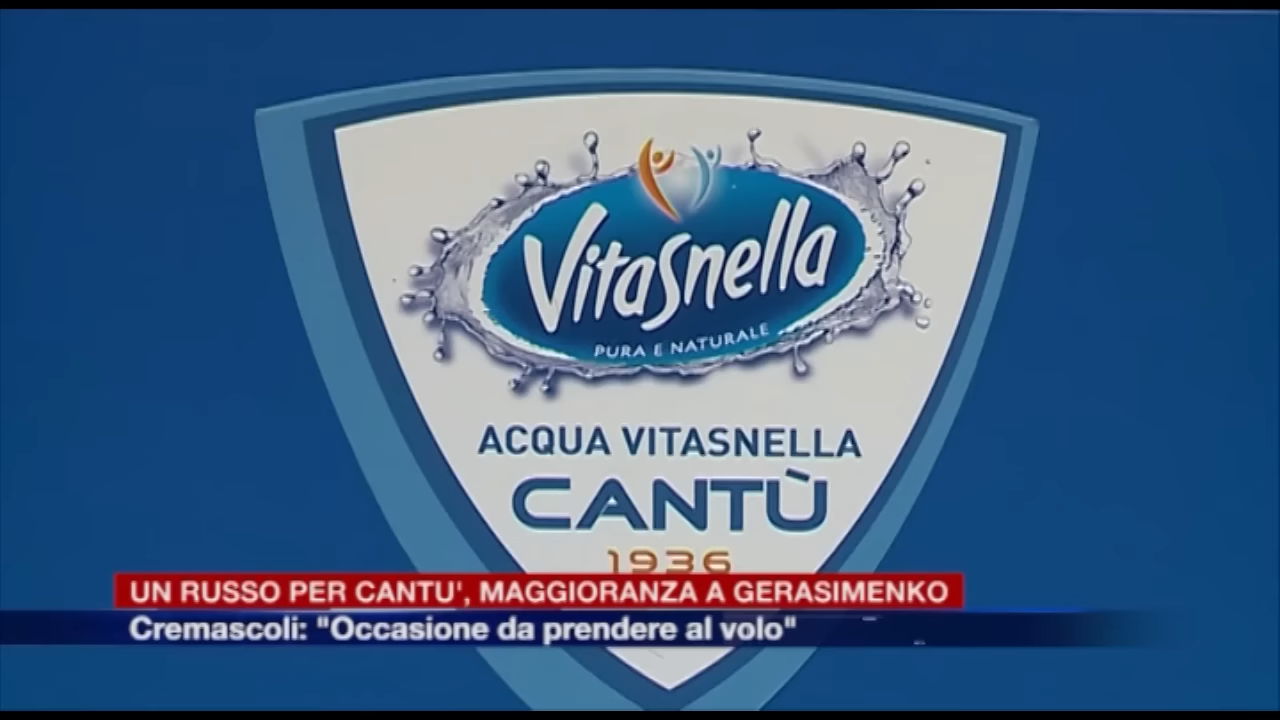 VitaSnella
PURA E NATURALE
ACQUA VITASNELLA
CANTÙ
1936
UN RUSSO PER CANTU', MAGGIORANZA A GERASIMENKO
Cremascoli: "Occasione da prendere al volo"